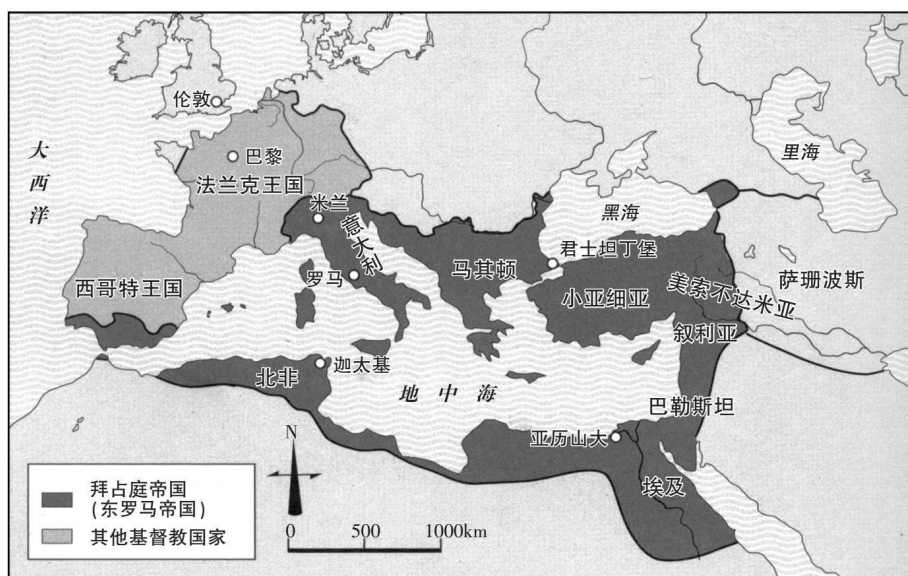 伦敦
大西洋
巴黎
法兰克王国
里海
米兰
黑海
意大利
君士坦丁堡
西哥特王国
罗马
马其顿
小亚细亚
美索不达米亚
萨珊波斯
叙利亚
北非
迦太基
地中海
巴勒斯坦
亚历山大
埃及
N
0 500 1000km
拜占庭帝国
(东罗马帝国)
其他基督教国家